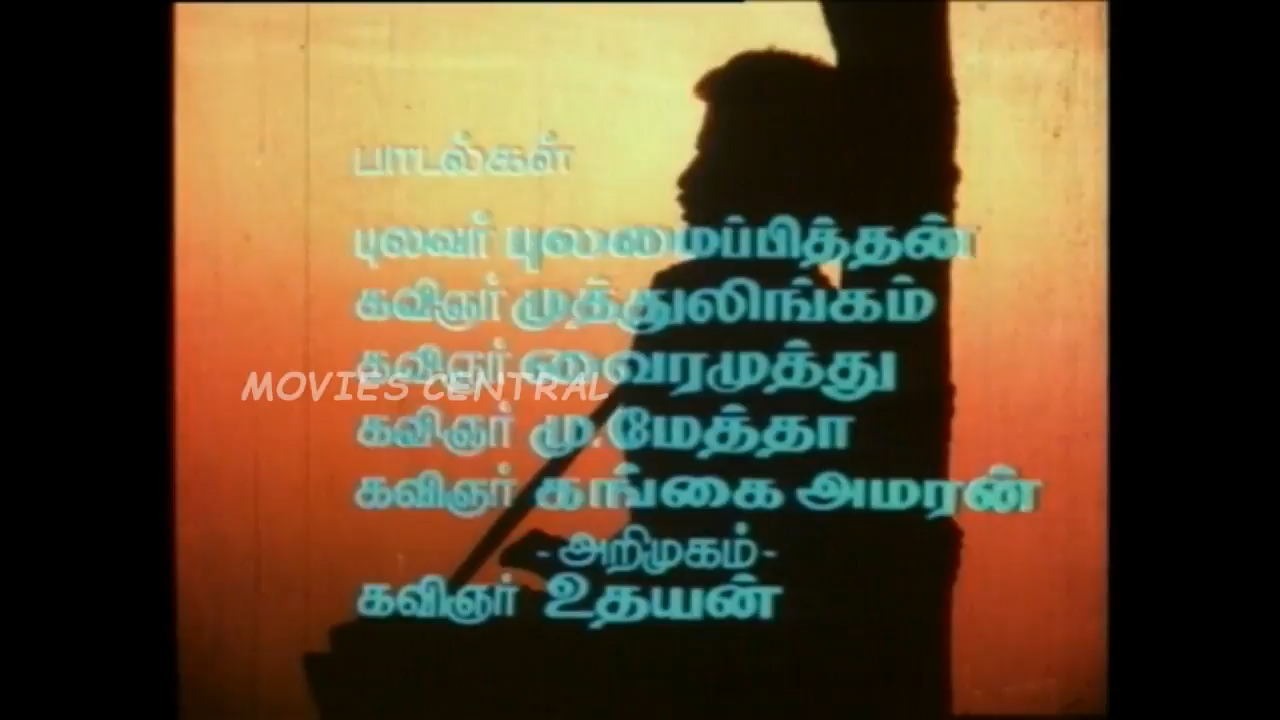 பாடல்கள்
புலவர் புலமைப்பித்தன்
கவிஞர் முத்துலிங்கம்
கவிஞர் வைரமுத்து
MOVIES CENTRAL
கவிஞர் மு.மேத்தா
கவிஞர் கங்கை அமரன்
-அறிமுகம்-
கவிஞர் உதயன்